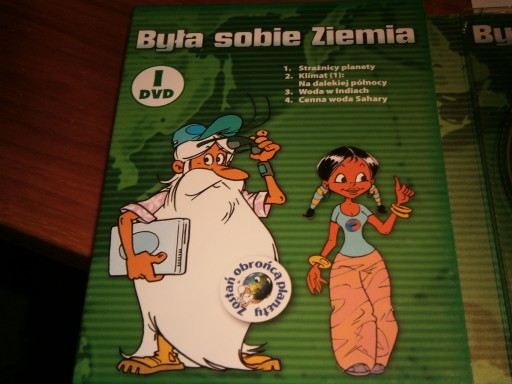 Była sobie Ziemia
I
DVD
1. Strażnicy planety
2. Klimat (1):
Na dalekiej północy
3. Woda w Indiach
4. Cenna woda Sahary
Zostań obrońcą planety
By